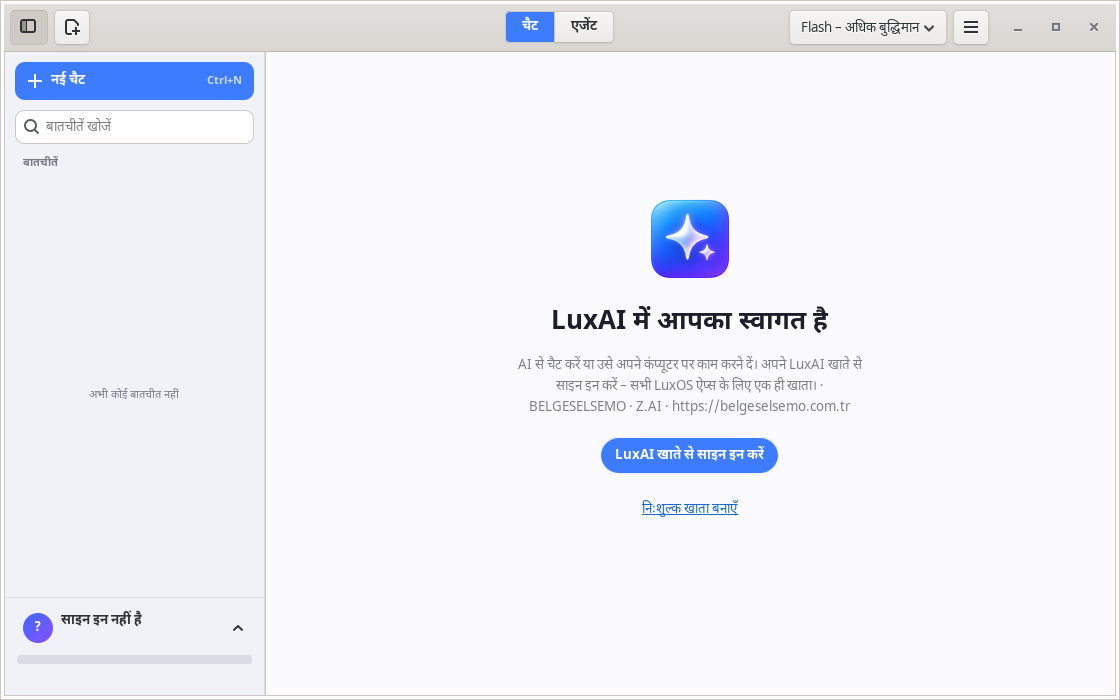 चैट
एजेंट
Flash – अधिक बुद्धिमान
नई चैट
Ctrl+N
बातचीतें खोजें
बातचीतें
अभी कोई बातचीत नहीं
LuxAI में आपका स्वागत है
AI से चैट करें या उसे अपने कंप्यूटर पर काम करने दें। अपने LuxAI खाते से
साइन इन करें – सभी LuxOS ऐप्स के लिए एक ही खाता। ·
BELGESELSEMO · Z.AI · https://belgeselsemo.com.tr
LuxAI खाते से साइन इन करें
निःशुल्क खाता बनाएँ
?
साइन इन नहीं है